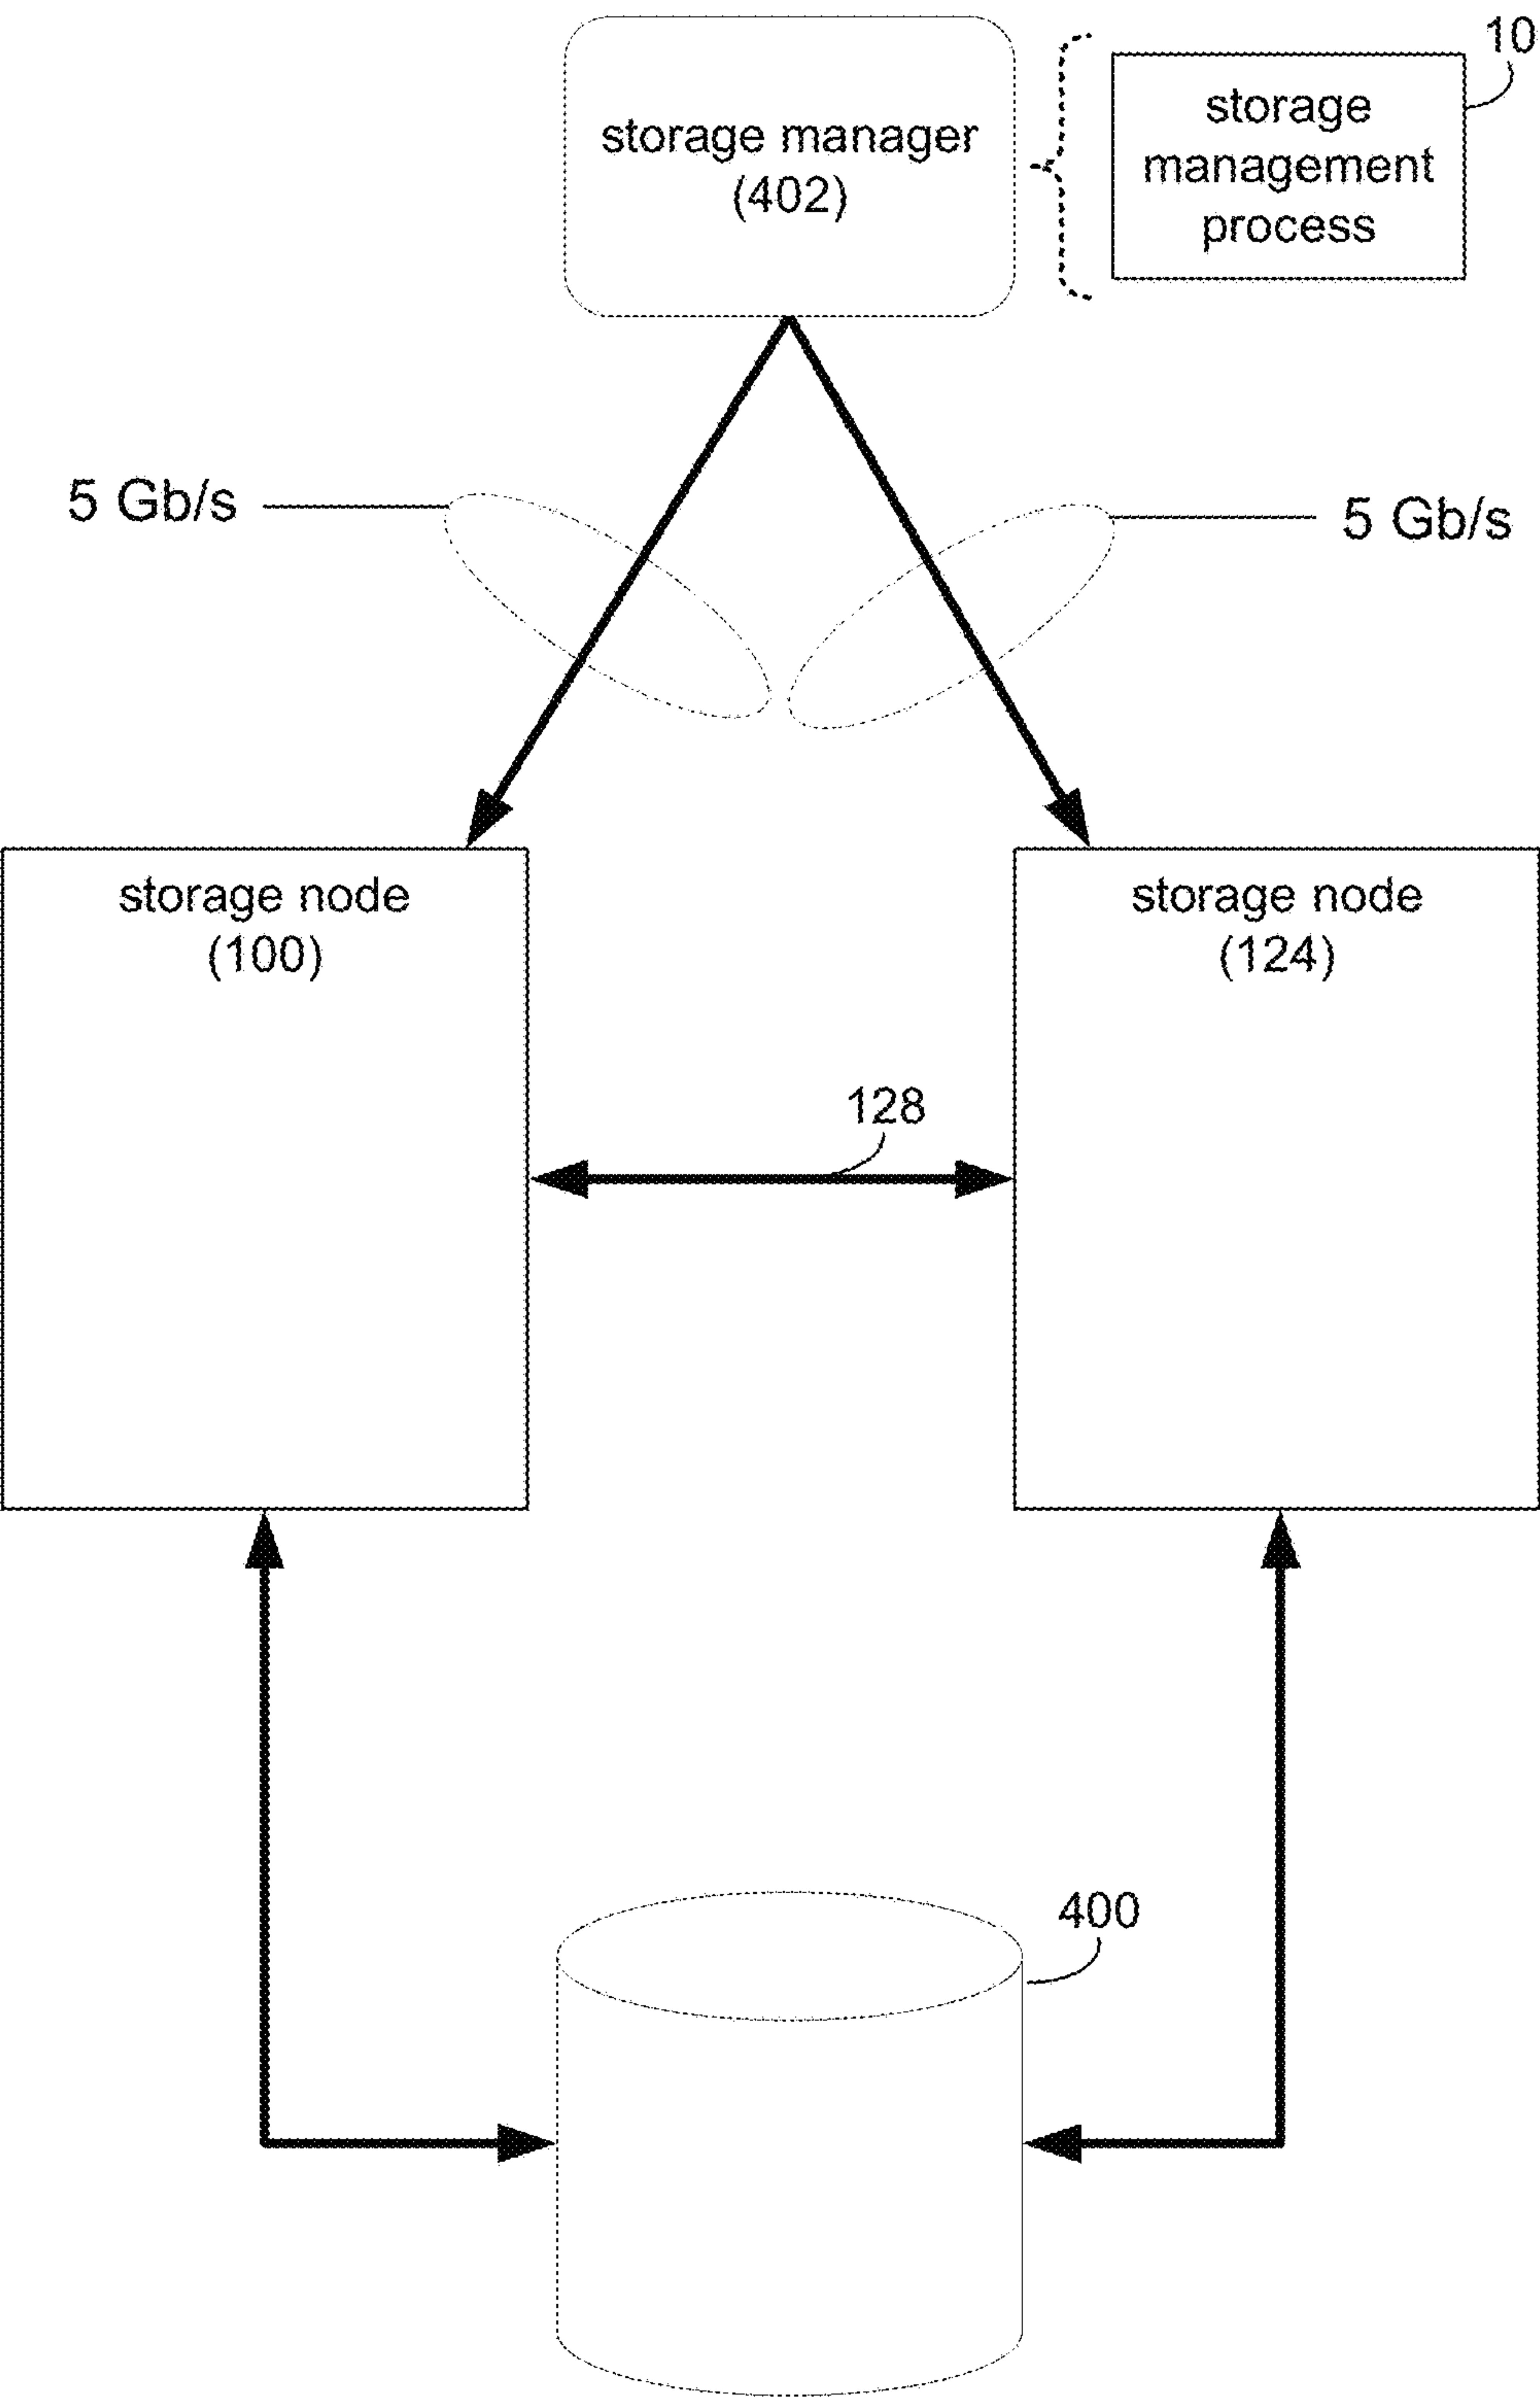 10
storage manager
(402)
storage
management
process
5 Gb/s
5 Gb/s
storage node
(100)
storage node
(124)
128
400